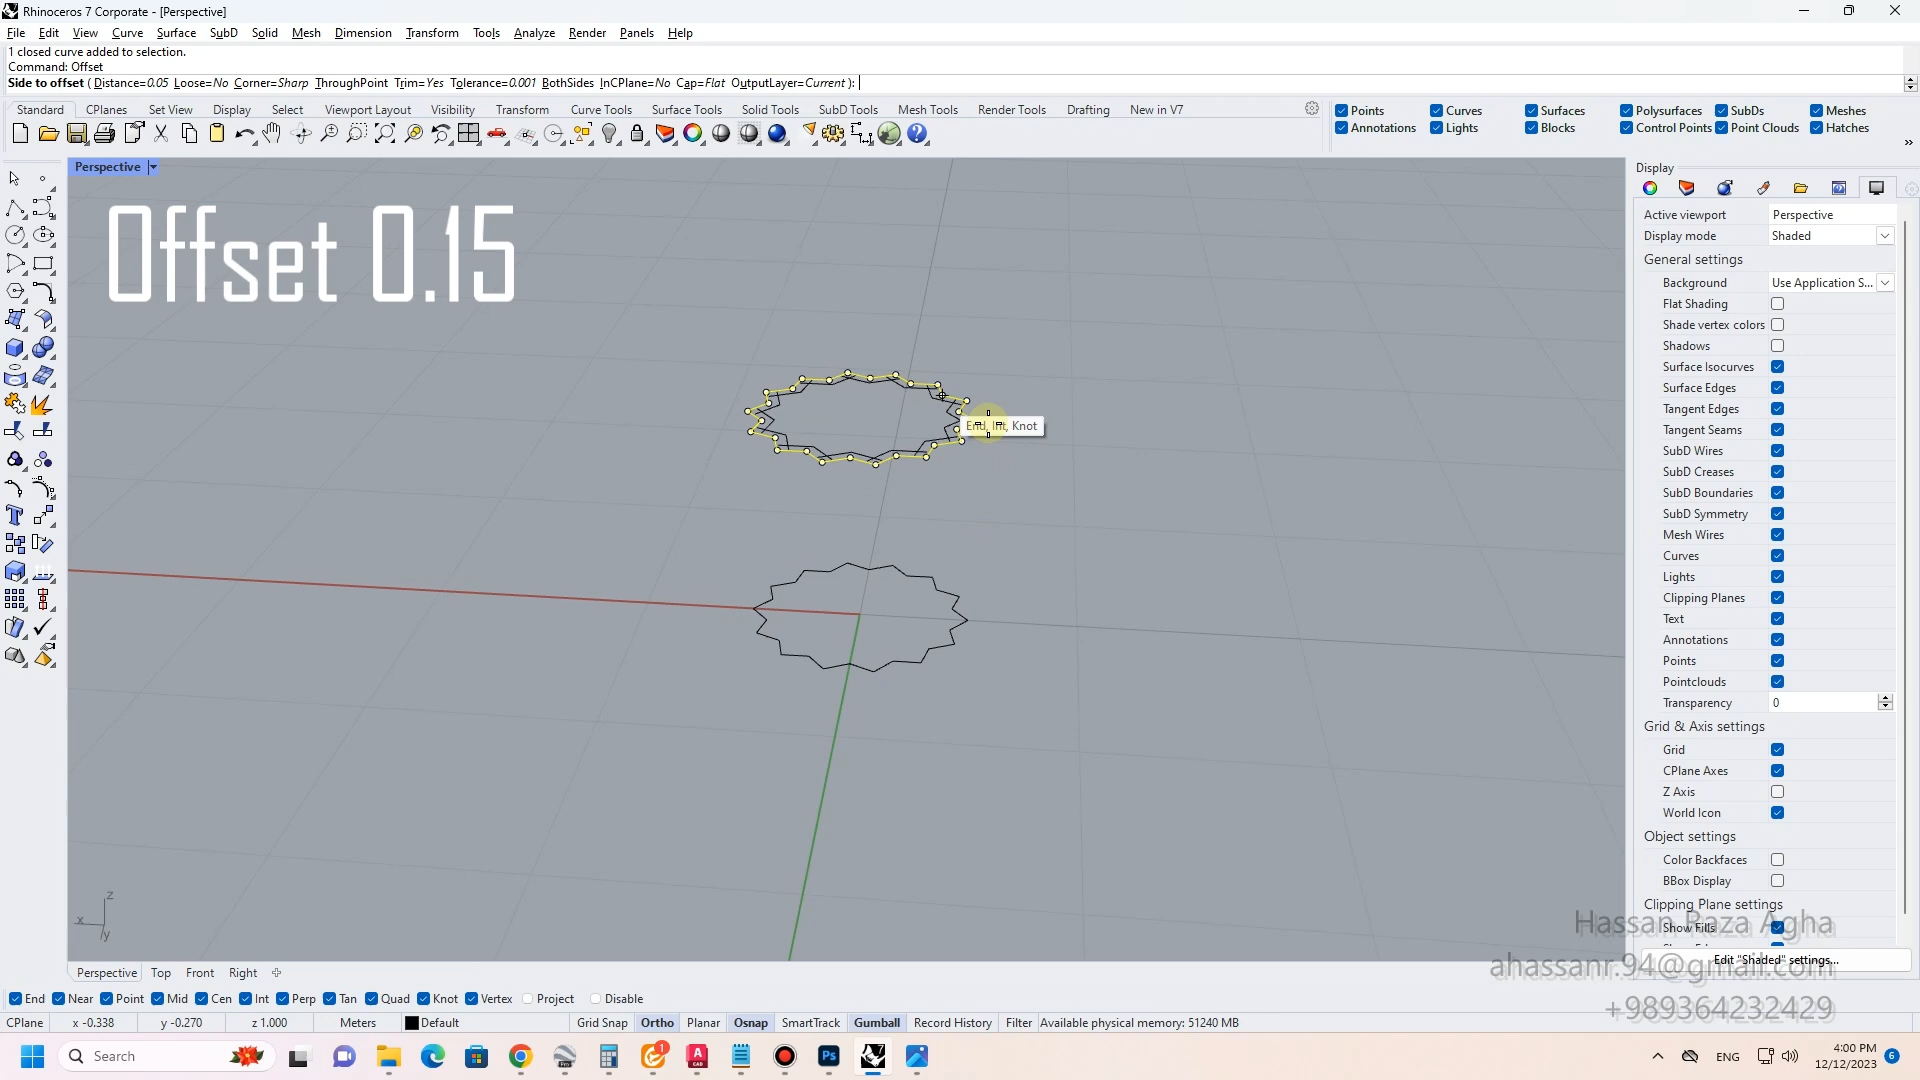 Rhinoceros 7 Corporate - [Perspective]
File Edit View Curve Surface SubD Solid Mesh Dimension Transform Tools Analyze Render Panels Help
1 closed curve added to selection.
Command: Offset
Side to offset ( Distance=0.05 Loose=No Corner=Sharp ThroughPoint Trim=Yes Tolerance=0.001 BothSides InCPlane=No Cap=Flat OutputLayer=Current ):
Standard CPlanes Set View Display Select Viewport Layout Visibility Transform Curve Tools Surface Tools Solid Tools SubD Tools Mesh Tools Render Tools Drafting New in V7
Points Curves Surfaces Polysurfaces SubDs Meshes
Annotations Lights Blocks Control Points Point Clouds Hatches
Perspective
Offset 0.15
End, Int, Knot
z
x
y
Display
Active viewport Perspective
Display mode Shaded
General settings
Background Use Application S...
Flat Shading
Shade vertex colors
Shadows
Surface Isocurves
Surface Edges
Tangent Edges
Tangent Seams
SubD Wires
SubD Creases
SubD Boundaries
SubD Symmetry
Mesh Wires
Curves
Lights
Clipping Planes
Text
Annotations
Points
Pointclouds
Transparency 0
Grid & Axis settings
Grid
CPlane Axes
Z Axis
World Icon
Object settings
Color Backfaces
BBox Display
Clipping Plane settings
Show Fills
Edit "Shaded" settings...
Hassan Raza Agha
ahassanr.94@gmail.com
+989364232429
Perspective Top Front Right
End Near Point Mid Cen Int Perp Tan Quad Knot Vertex Project Disable
CPlane x -0.338 y -0.270 z 1.000 Meters Default Grid Snap Ortho Planar Osnap SmartTrack Gumball Record History Filter Available physical memory: 51240 MB
Search
ENG
4:00 PM
12/12/2023
6
1